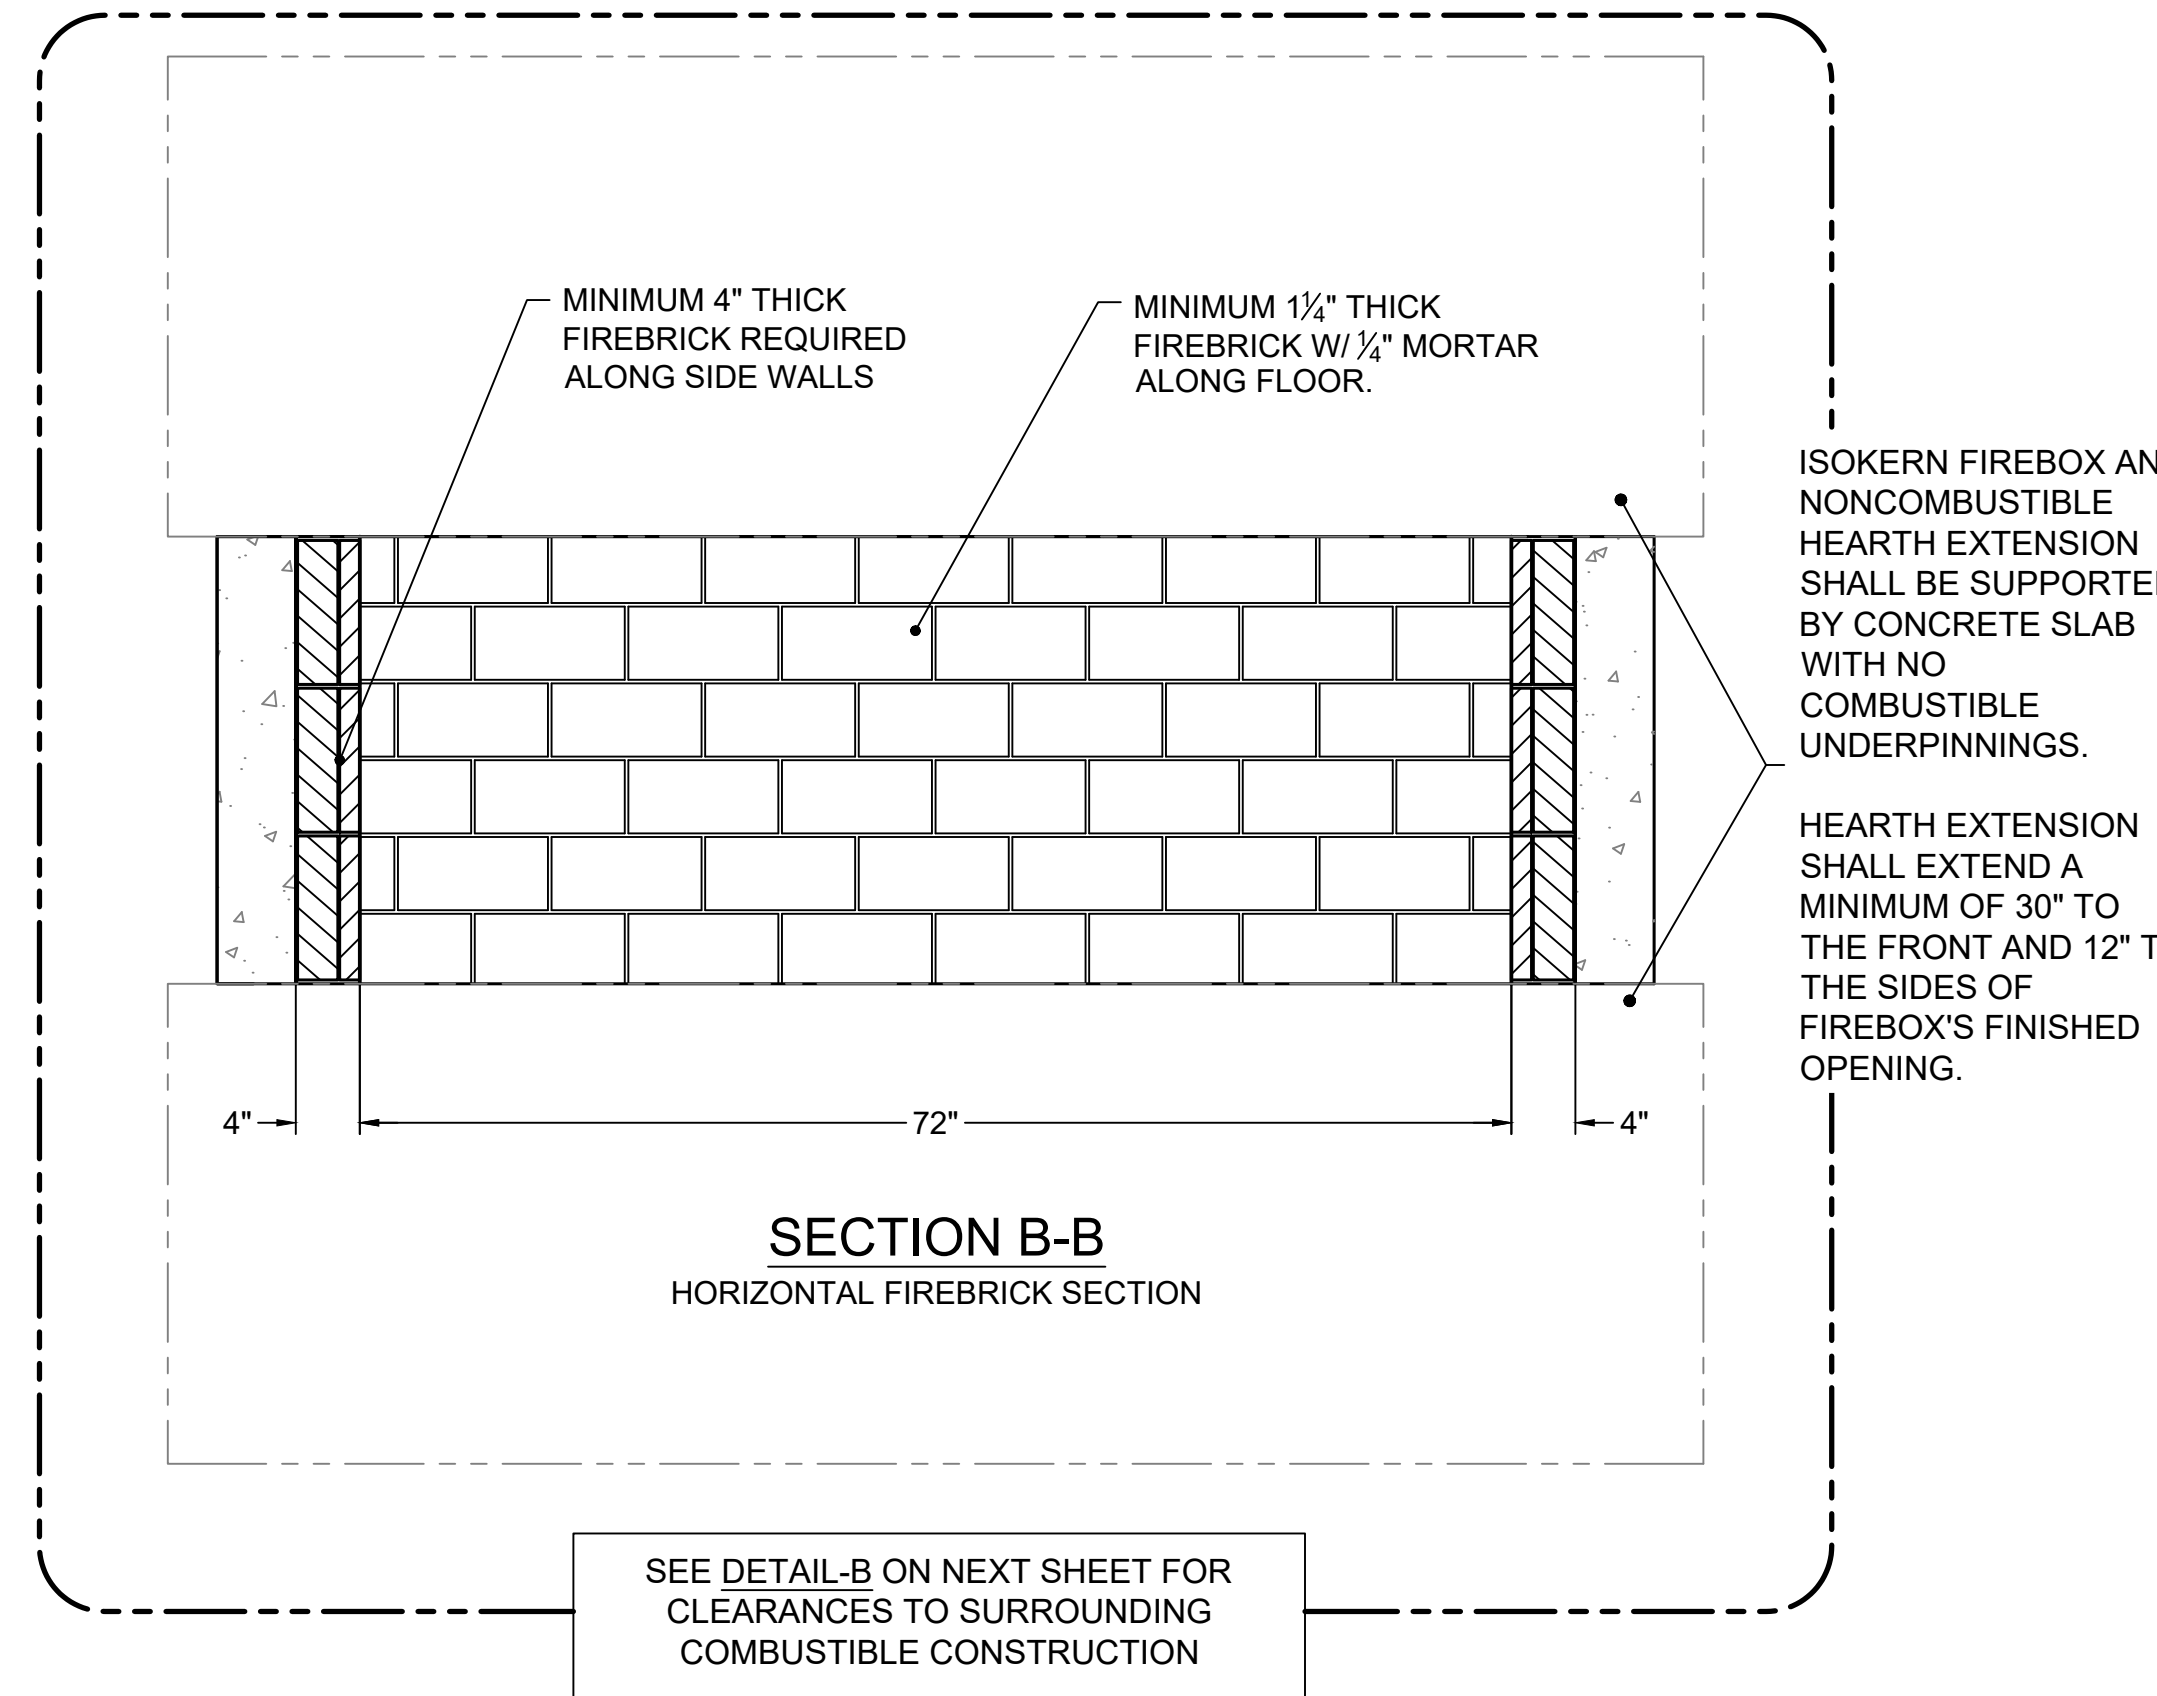 MINIMUM 4" THICK
FIREBRICK REQUIRED
ALONG SIDE WALLS
MINIMUM 1¼" THICK
FIREBRICK W/ ¼" MORTAR
ALONG FLOOR.
ISOKERN FIREBOX AN
NONCOMBUSTIBLE
HEARTH EXTENSION
SHALL BE SUPPORTE
BY CONCRETE SLAB
WITH NO
COMBUSTIBLE
UNDERPINNINGS.
HEARTH EXTENSION
SHALL EXTEND A
MINIMUM OF 30" TO
THE FRONT AND 12" T
THE SIDES OF
FIREBOX'S FINISHED
OPENING.
4"
72"
4"
SECTION B-B
HORIZONTAL FIREBRICK SECTION
SEE DETAIL-B ON NEXT SHEET FOR
CLEARANCES TO SURROUNDING
COMBUSTIBLE CONSTRUCTION